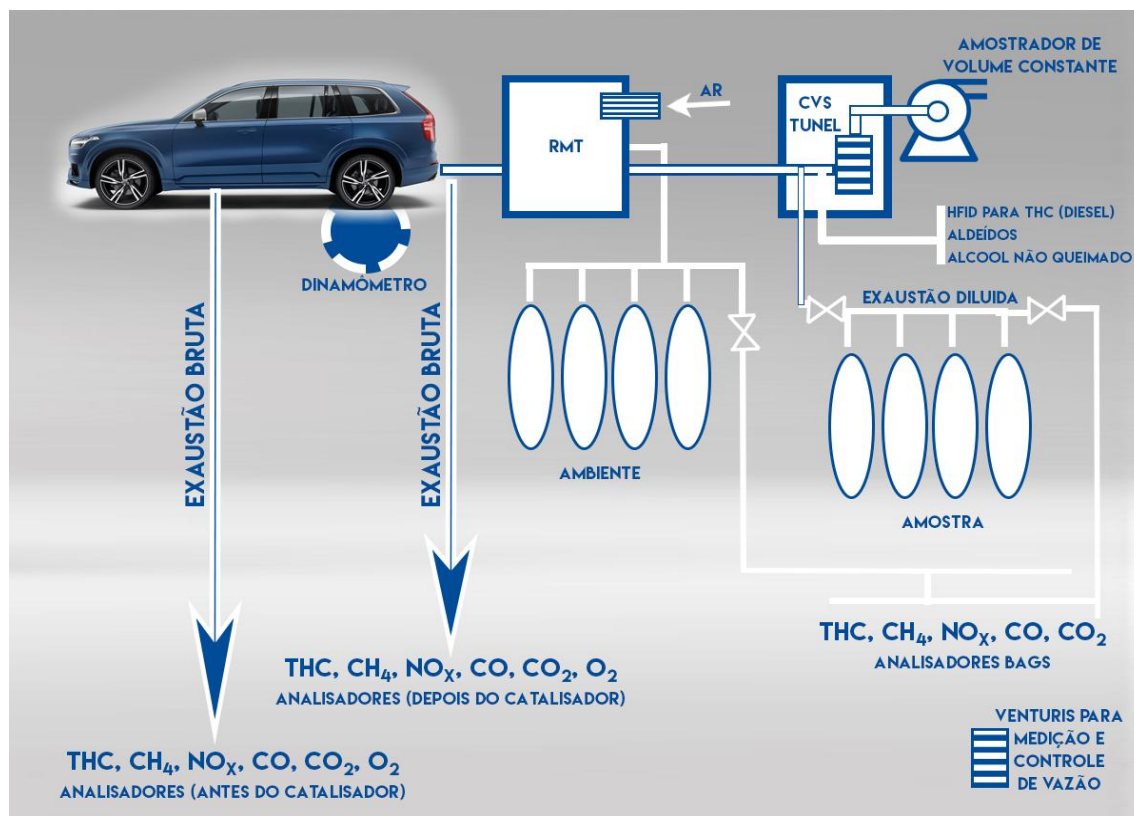 AMOSTRADOR DE
VOLUME CONSTANTE
AR
CVS
TUNEL
RMT
HFID PARA THC (DIESEL)
ALDEÍDOS
ALCOOL NÃO QUEIMADO
DINAMÔMETRO
EXAUSTÃO DILUIDA
EXAUSTÃO BRUTA
EXAUSTÃO BRUTA
AMBIENTE
AMOSTRA
THC, CH₄, NOₓ, CO, CO₂
ANALISADORES BAGS
THC, CH₄, NOₓ, CO, CO₂, O₂
ANALISADORES (DEPOIS DO CATALISADOR)
THC, CH₄, NOₓ, CO, CO₂, O₂
ANALISADORES (ANTES DO CATALISADOR)
VENTURIS PARA
MEDIÇÃO E
CONTROLE
DE VAZÃO